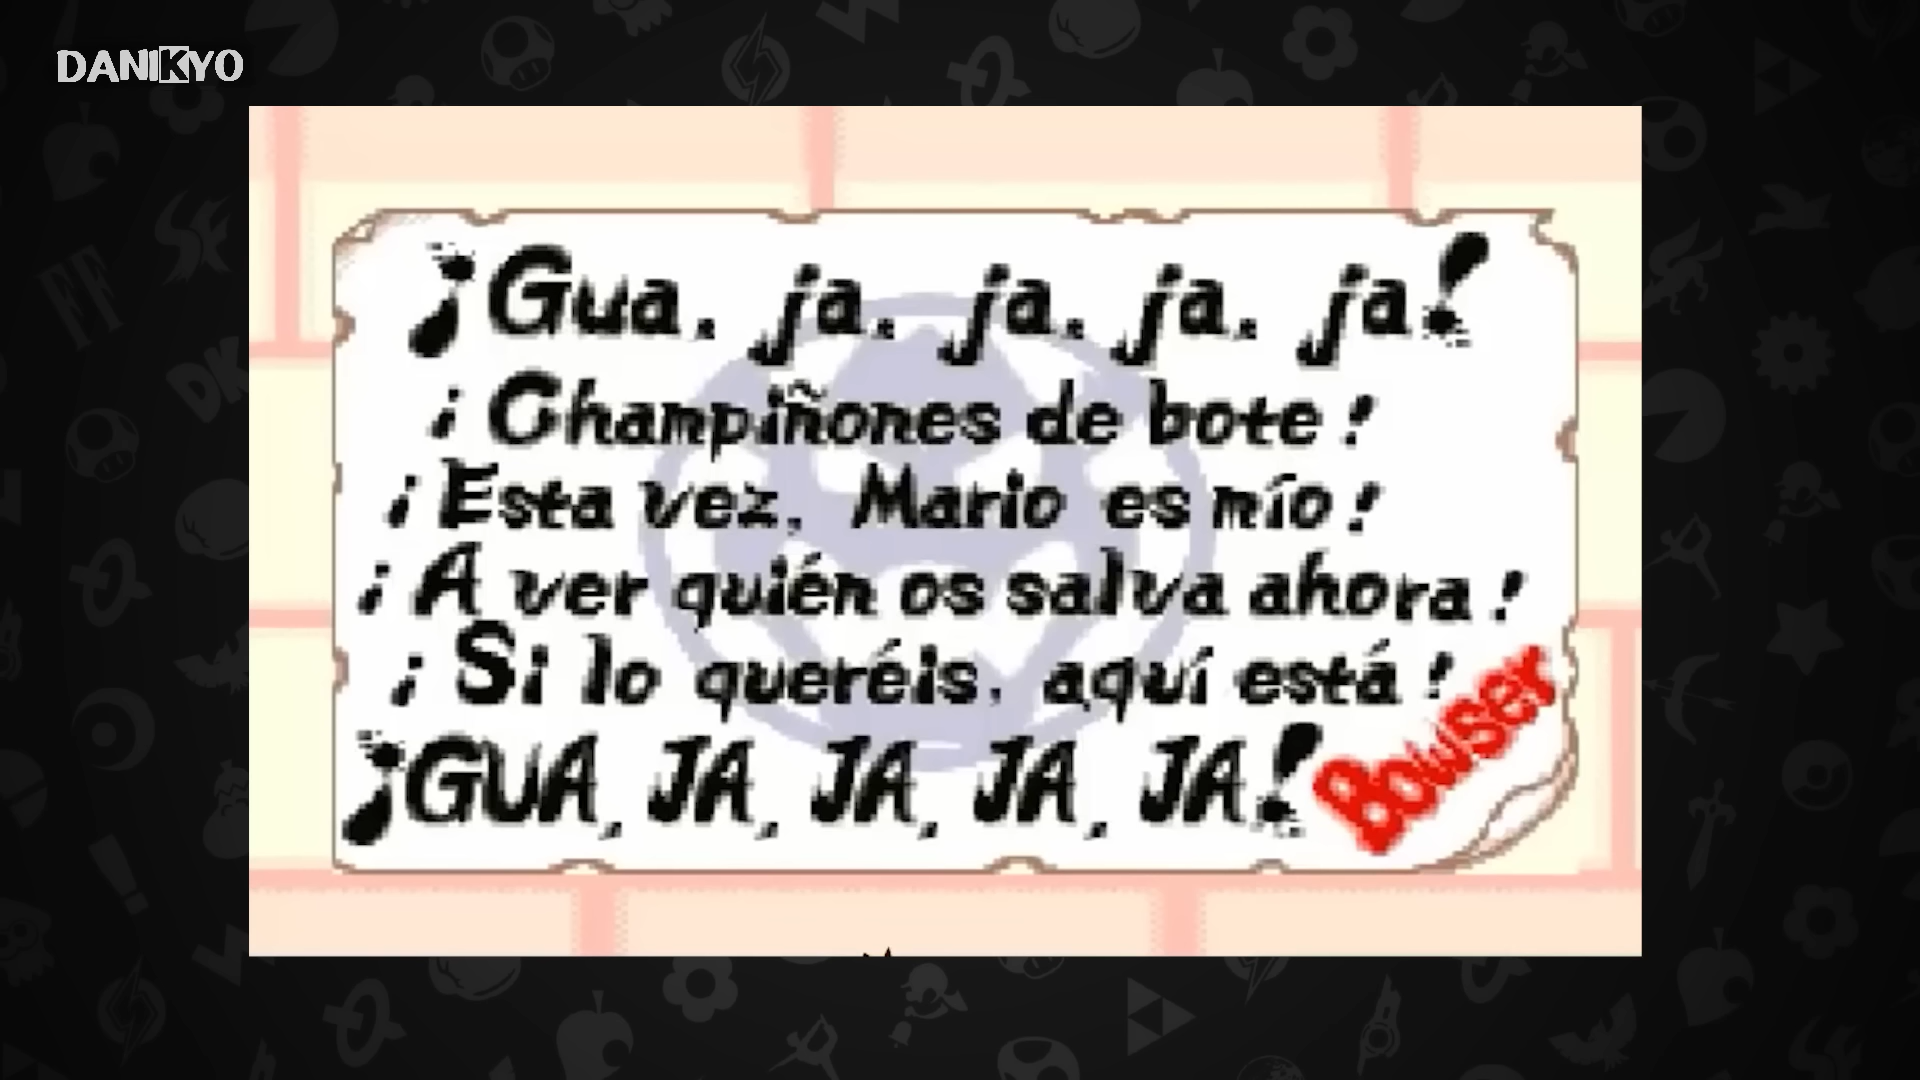 DANIKYO
¡Gua, ja, ja, ja, ja!
¡Champiñones de bote!
¡Esta vez, Mario es mío!
¡A ver quién os salva ahora!
¡Si lo queréis, aquí está!
¡GUA, JA, JA, JA, JA!
Bowser